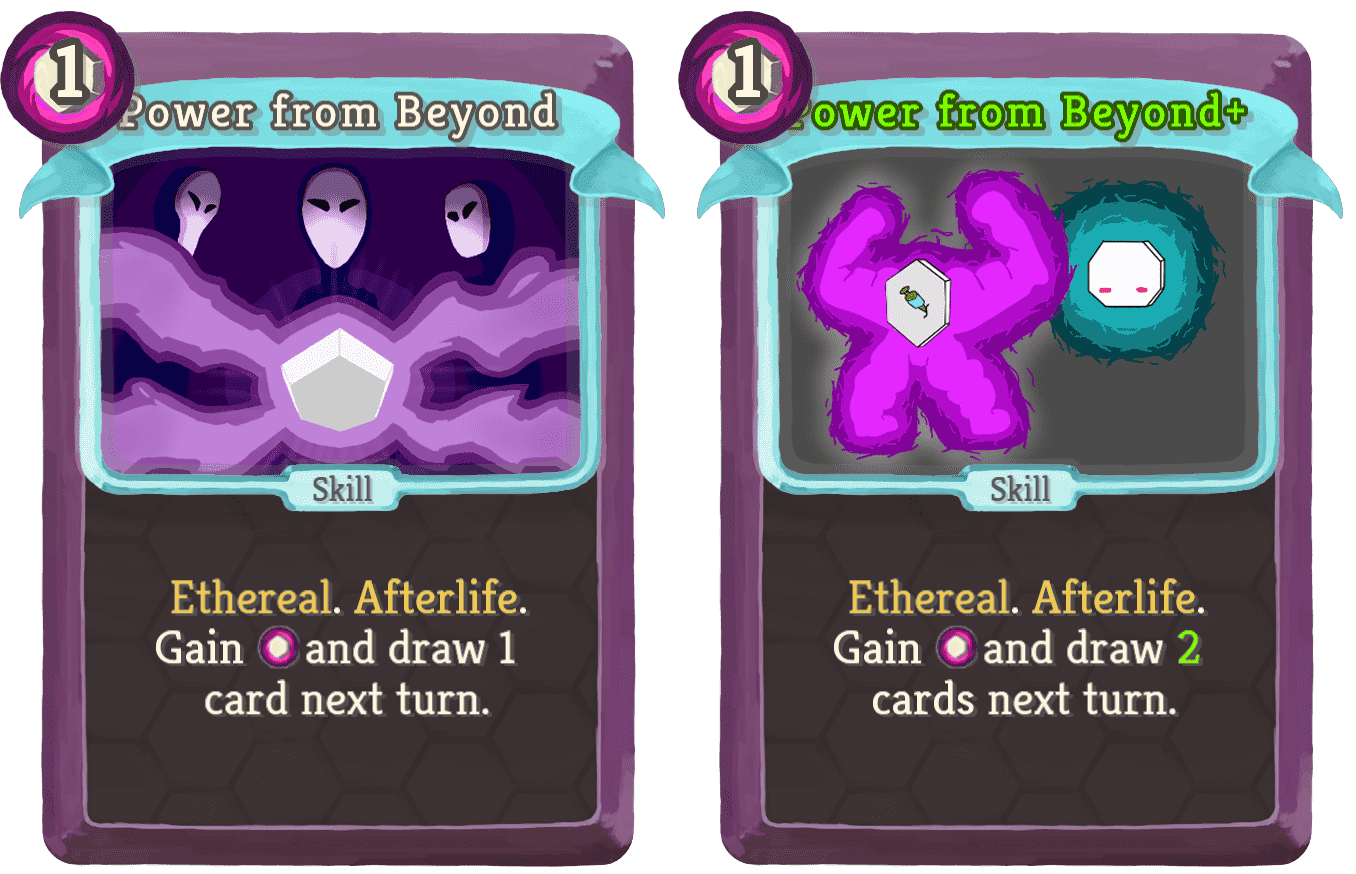 1
Power from Beyond
Skill
Ethereal. Afterlife.
Gain and draw 1
card next turn.
1
Power from Beyond+
Skill
Ethereal. Afterlife.
Gain and draw 2
cards next turn.